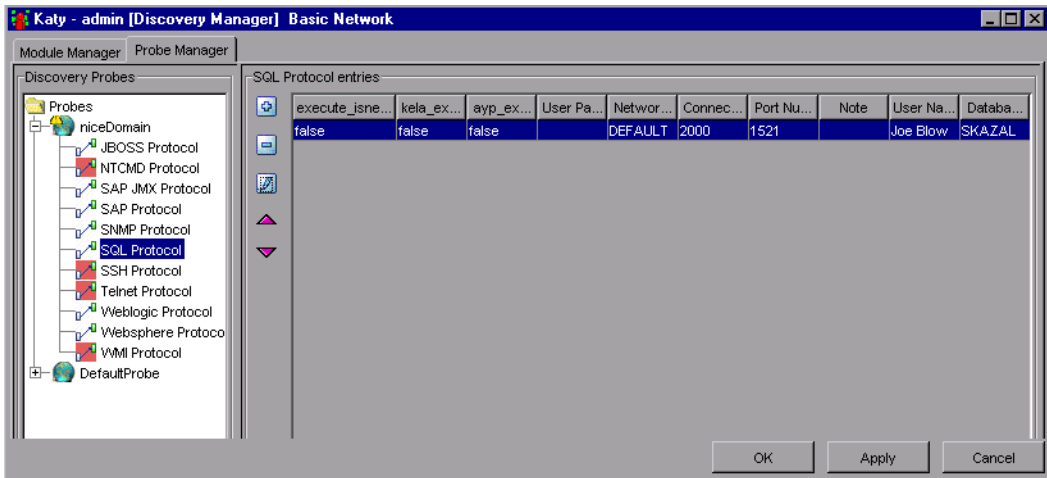 Katy - admin [Discovery Manager] Basic Network
Module Manager Probe Manager
Discovery Probes
Probes
niceDomain
JBOSS Protocol
NTCMD Protocol
SAP JMX Protocol
SAP Protocol
SNMP Protocol
SQL Protocol
SSH Protocol
Telnet Protocol
Weblogic Protocol
Websphere Protoco
WMI Protocol
DefaultProbe
SQL Protocol entries
execute_isne... kela_ex... ayp_ex... User Pa... Networ... Connec... Port Nu... Note User Na... Databa...
false false false DEFAULT 2000 1521 Joe Blow SKAZAL
OK Apply Cancel